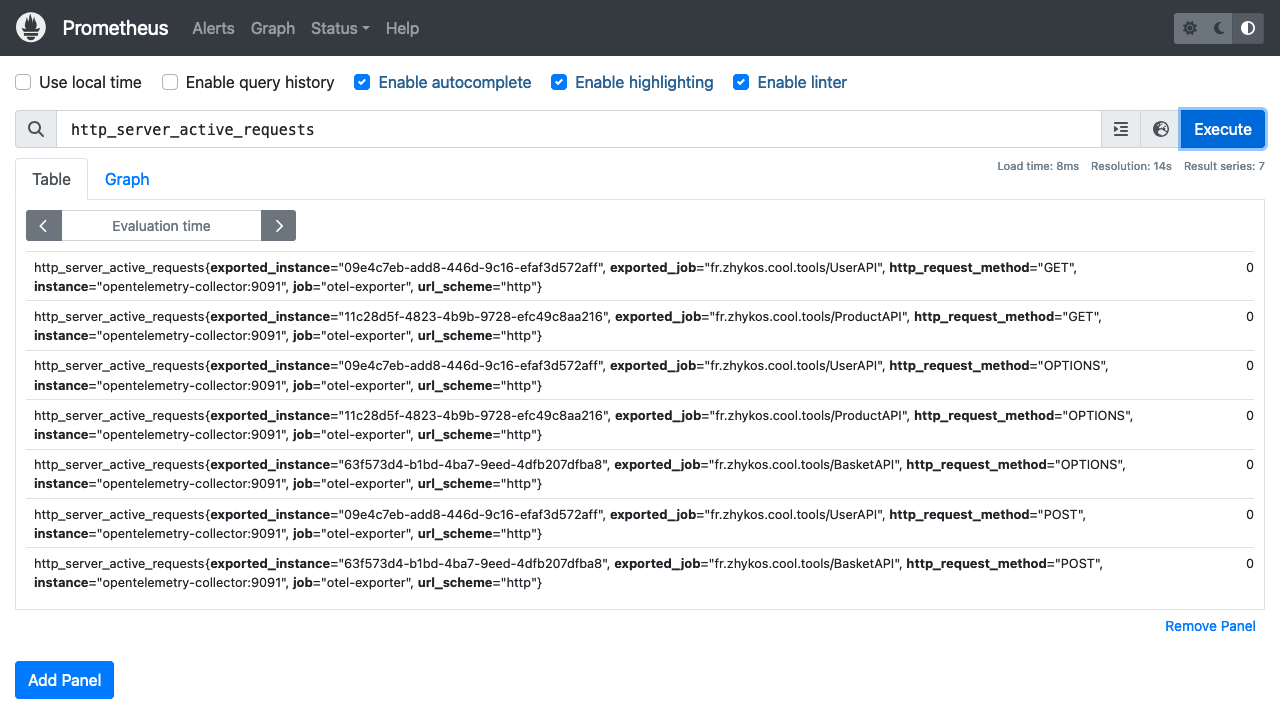 Prometheus Alerts Graph Status Help
Use local time Enable query history Enable autocomplete Enable highlighting Enable linter
http_server_active_requests Execute
Load time: 8ms Resolution: 14s Result series: 7
Table Graph
Evaluation time
http_server_active_requests{exported_instance="09e4c7eb-add8-446d-9c16-efaf3d572aff", exported_job="fr.zhykos.cool.tools/UserAPI", http_request_method="GET", 0
instance="opentelemetry-collector:9091", job="otel-exporter", url_scheme="http"}
http_server_active_requests{exported_instance="11c28d5f-4823-4b9b-9728-efc49c8aa216", exported_job="fr.zhykos.cool.tools/ProductAPI", http_request_method="GET", 0
instance="opentelemetry-collector:9091", job="otel-exporter", url_scheme="http"}
http_server_active_requests{exported_instance="09e4c7eb-add8-446d-9c16-efaf3d572aff", exported_job="fr.zhykos.cool.tools/UserAPI", http_request_method="OPTIONS", 0
instance="opentelemetry-collector:9091", job="otel-exporter", url_scheme="http"}
http_server_active_requests{exported_instance="11c28d5f-4823-4b9b-9728-efc49c8aa216", exported_job="fr.zhykos.cool.tools/ProductAPI", http_request_method="OPTIONS", 0
instance="opentelemetry-collector:9091", job="otel-exporter", url_scheme="http"}
http_server_active_requests{exported_instance="63f573d4-b1bd-4ba7-9eed-4dfb207dfba8", exported_job="fr.zhykos.cool.tools/BasketAPI", http_request_method="OPTIONS", 0
instance="opentelemetry-collector:9091", job="otel-exporter", url_scheme="http"}
http_server_active_requests{exported_instance="09e4c7eb-add8-446d-9c16-efaf3d572aff", exported_job="fr.zhykos.cool.tools/UserAPI", http_request_method="POST", 0
instance="opentelemetry-collector:9091", job="otel-exporter", url_scheme="http"}
http_server_active_requests{exported_instance="63f573d4-b1bd-4ba7-9eed-4dfb207dfba8", exported_job="fr.zhykos.cool.tools/BasketAPI", http_request_method="POST", 0
instance="opentelemetry-collector:9091", job="otel-exporter", url_scheme="http"}
Remove Panel
Add Panel